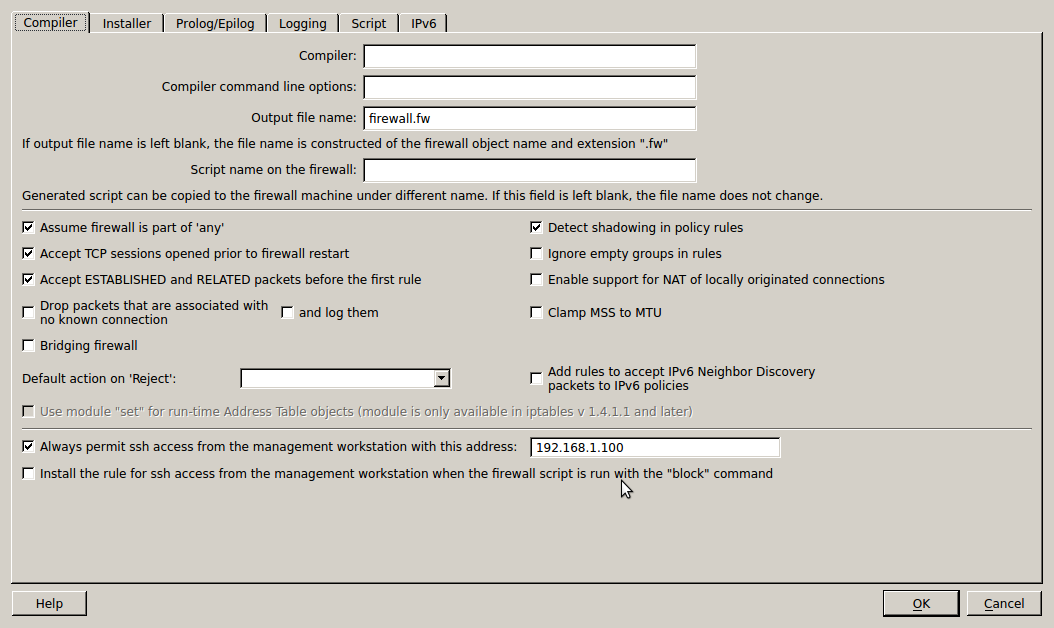 Compiler Installer Prolog/Epilog Logging Script IPv6
Compiler:
Compiler command line options:
Output file name: firewall.fw
If output file name is left blank, the file name is constructed of the firewall object name and extension ".fw"
Script name on the firewall:
Generated script can be copied to the firewall machine under different name. If this field is left blank, the file name does not change.
Assume firewall is part of 'any' Detect shadowing in policy rules
Accept TCP sessions opened prior to firewall restart Ignore empty groups in rules
Accept ESTABLISHED and RELATED packets before the first rule Enable support for NAT of locally originated connections
Drop packets that are associated with
no known connection
and log them Clamp MSS to MTU
Bridging firewall
Default action on 'Reject':
Add rules to accept IPv6 Neighbor Discovery
packets to IPv6 policies
Use module "set" for run-time Address Table objects (module is only available in iptables v 1.4.1.1 and later)
Always permit ssh access from the management workstation with this address: 192.168.1.100
Install the rule for ssh access from the management workstation when the firewall script is run with the "block" command
Help OK Cancel